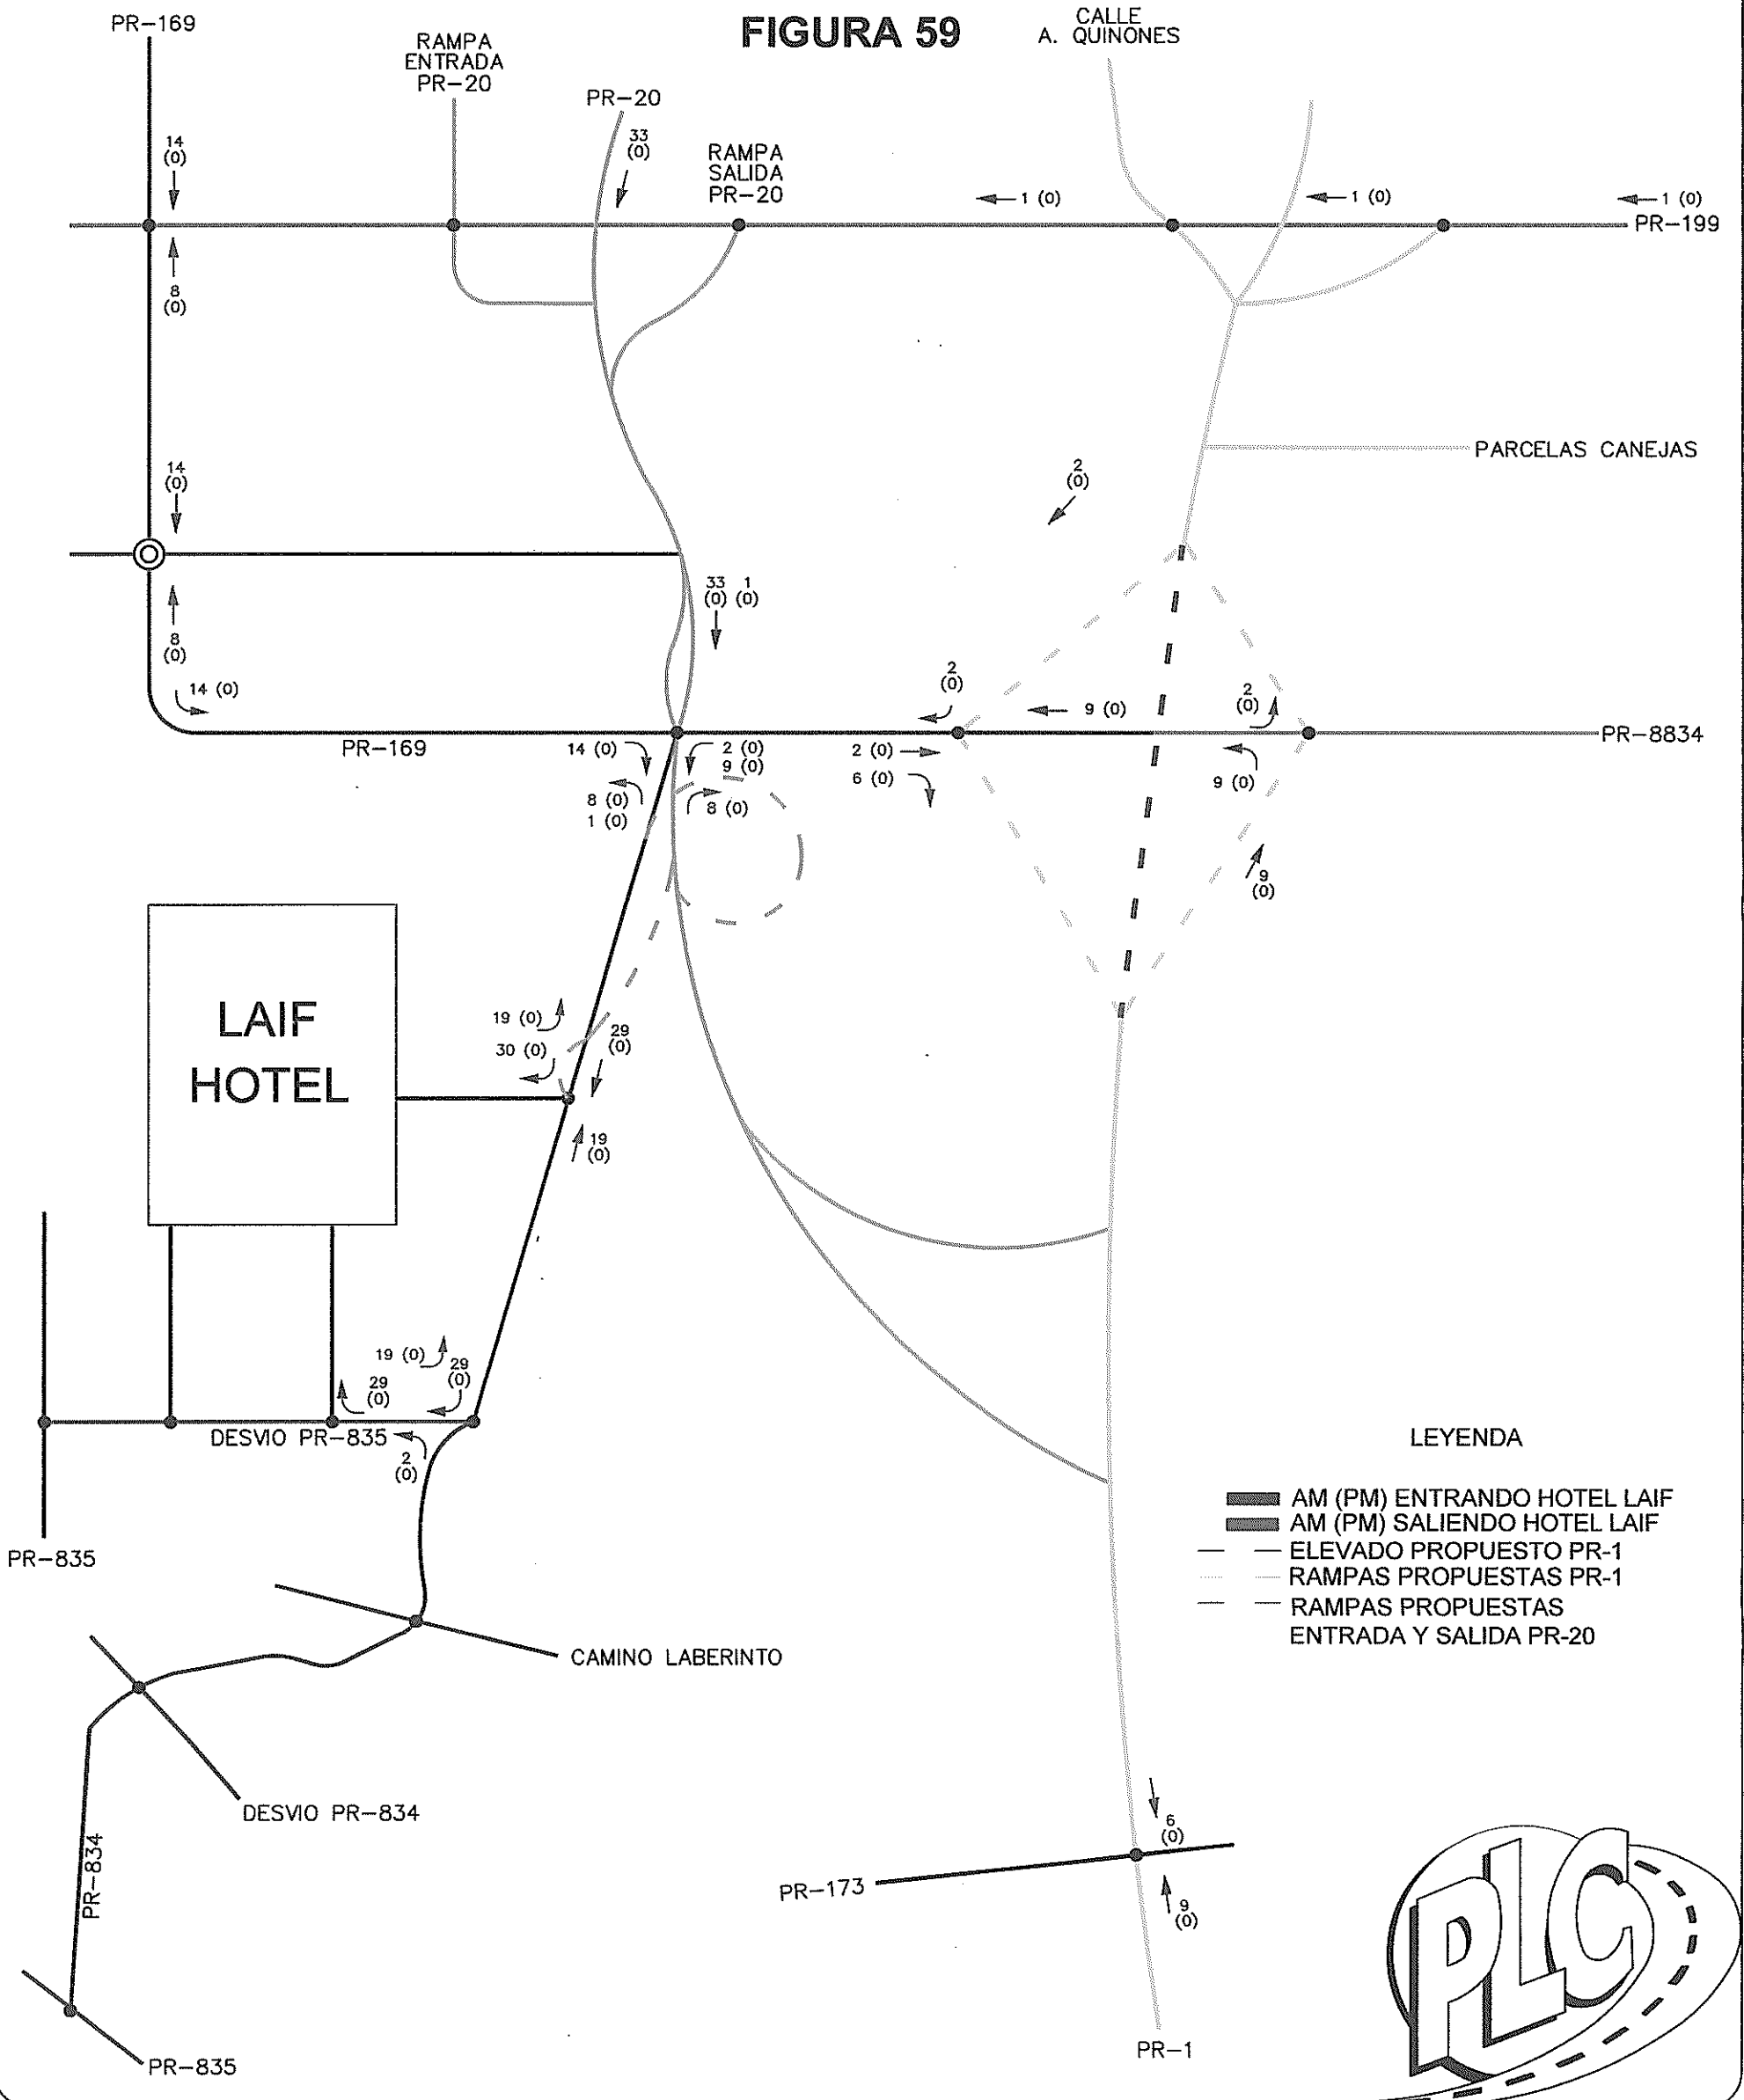 FIGURA 59
PR-169
RAMPA
ENTRADA
PR-20
PR-20
CALLE
A. QUINONES
14
(0)
33
(0)
RAMPA
SALIDA
PR-20
1 (0)
1 (0)
1 (0)
PR-199
8
(0)
PARCELAS CANEJAS
14
(0)
2
(0)
33 1
(0) (0)
8
(0)
14 (0)
2
(0)
9 (0)
2
(0)
PR-169
14 (0)
2 (0)
9 (0)
2 (0)
6 (0)
9 (0)
PR-8834
8 (0)
1 (0)
8 (0)
9
(0)
LAIF
HOTEL
19 (0)
30 (0)
29
(0)
19
(0)
19 (0)
29
(0)
29
(0)
DESVIO PR-835
2
(0)
PR-835
LEYENDA
AM (PM) ENTRANDO HOTEL LAIF
AM (PM) SALIENDO HOTEL LAIF
ELEVADO PROPUESTO PR-1
RAMPAS PROPUESTAS PR-1
RAMPAS PROPUESTAS
ENTRADA Y SALIDA PR-20
CAMINO LABERINTO
DESVIO PR-834
PR-834
6
(0)
PR-173
9
(0)
PR-835
PR-1
PLC